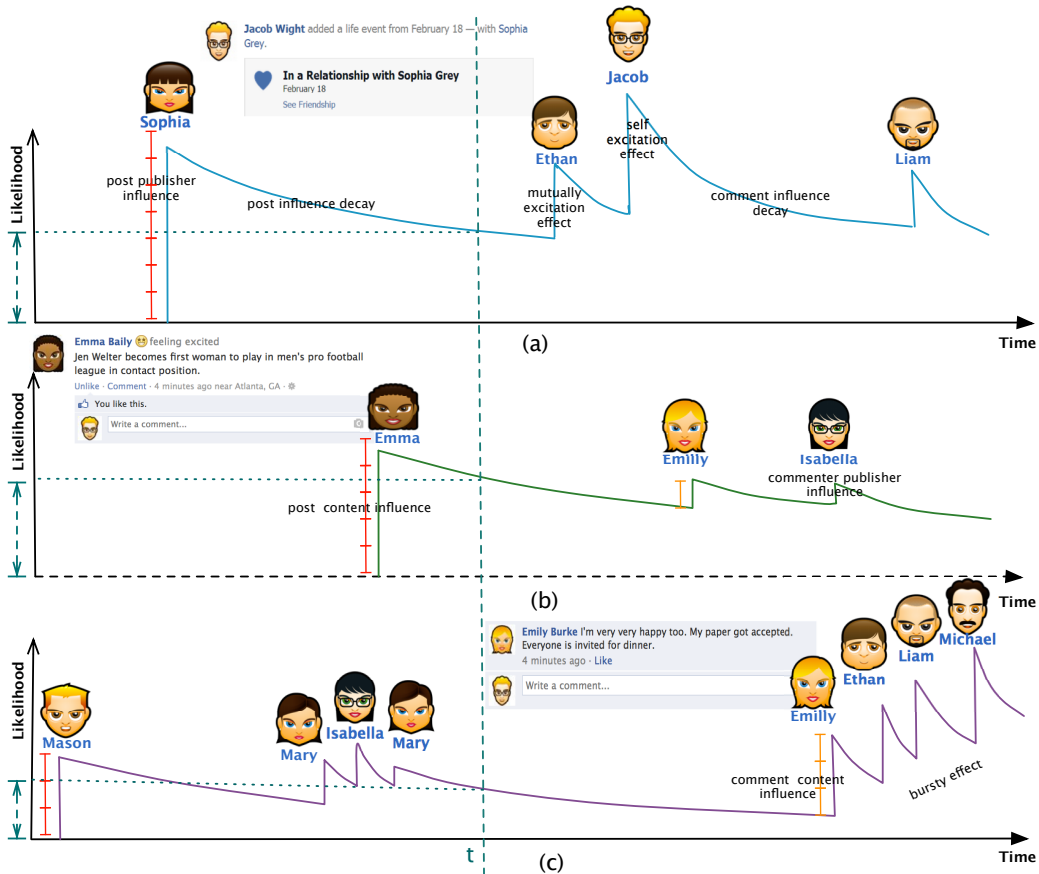 Jacob Wight added a life event from February 18 — with Sophia
Grey.
In a Relationship with Sophia Grey
February 18
See Friendship
Sophia
Jacob
Ethan
Liam
self
excitation
effect
post publisher
influence
post influence decay
mutually
excitation
effect
comment influence
decay
Likelihood
(a)
Time
Emma Baily feeling excited
Jen Welter becomes first woman to play in men's pro football
league in contact position.
Unlike · Comment · 4 minutes ago near Atlanta, GA ·
You like this.
Write a comment...
Emma
Emilly
Isabella
commenter publisher
influence
post content influence
Likelihood
(b)
Time
Emily Burke I'm very very happy too. My paper got accepted.
Everyone is invited for dinner.
4 minutes ago · Like
Write a comment...
Michael
Liam
Ethan
Emilly
Mason
Mary
Isabella
Mary
comment content
influence
bursty effect
Likelihood
t
(c)
Time